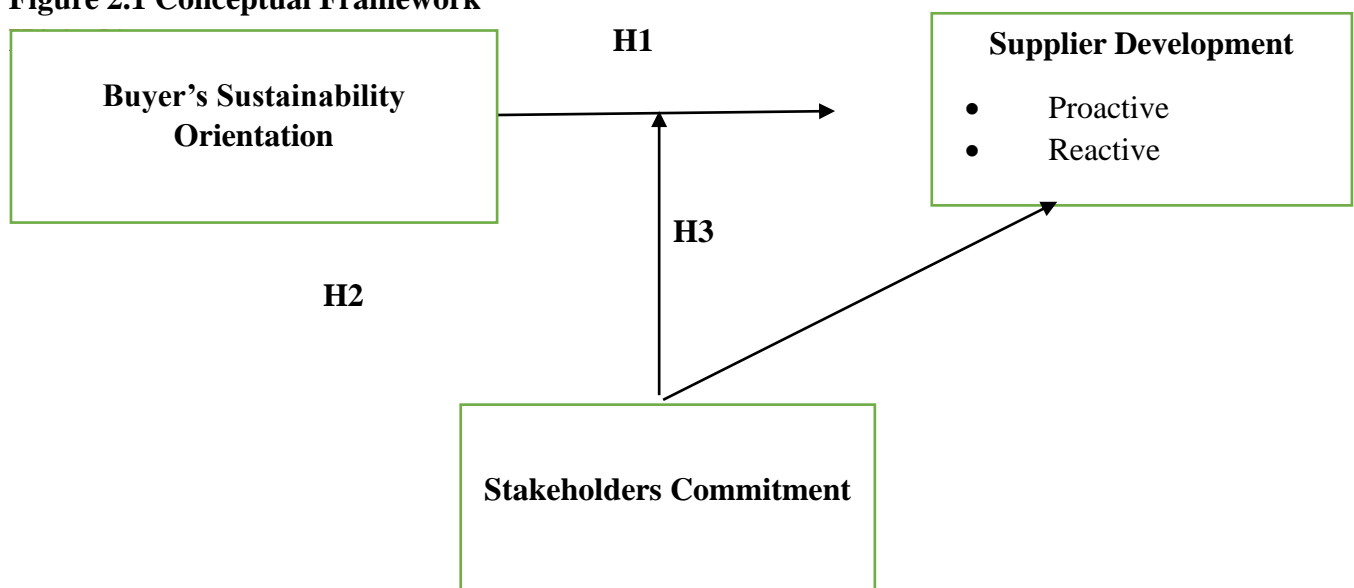 Figure 2.1 Conceptual Framework
H1
Supplier Development
Buyer’s Sustainability
Orientation
• Proactive
• Reactive
H3
H2
Stakeholders Commitment